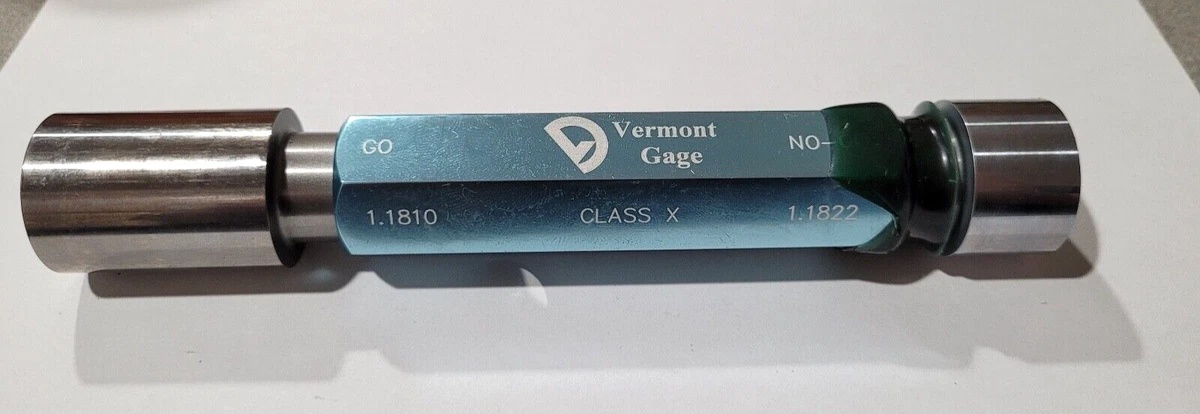 GO
Vermont
Gage
NO-
1.1810
CLASS X
1.1822